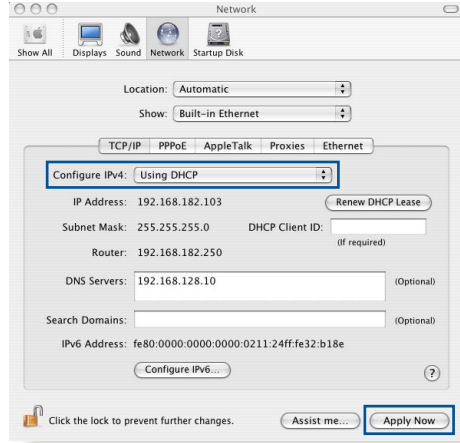 Network
Show All Displays Sound Network Startup Disk
Location: Automatic
Show: Built-in Ethernet
TCP/IP PPPoE AppleTalk Proxies Ethernet
Configure IPv4: Using DHCP
IP Address: 192.168.182.103 Renew DHCP Lease
Subnet Mask: 255.255.255.0 DHCP Client ID:
(If required)
Router: 192.168.182.250
DNS Servers: 192.168.128.10 (Optional)
Search Domains: (Optional)
IPv6 Address: fe80:0000:0000:0000:0211:24ff:fe32:b18e
Configure IPv6... ?
Click the lock to prevent further changes. Assist me... Apply Now